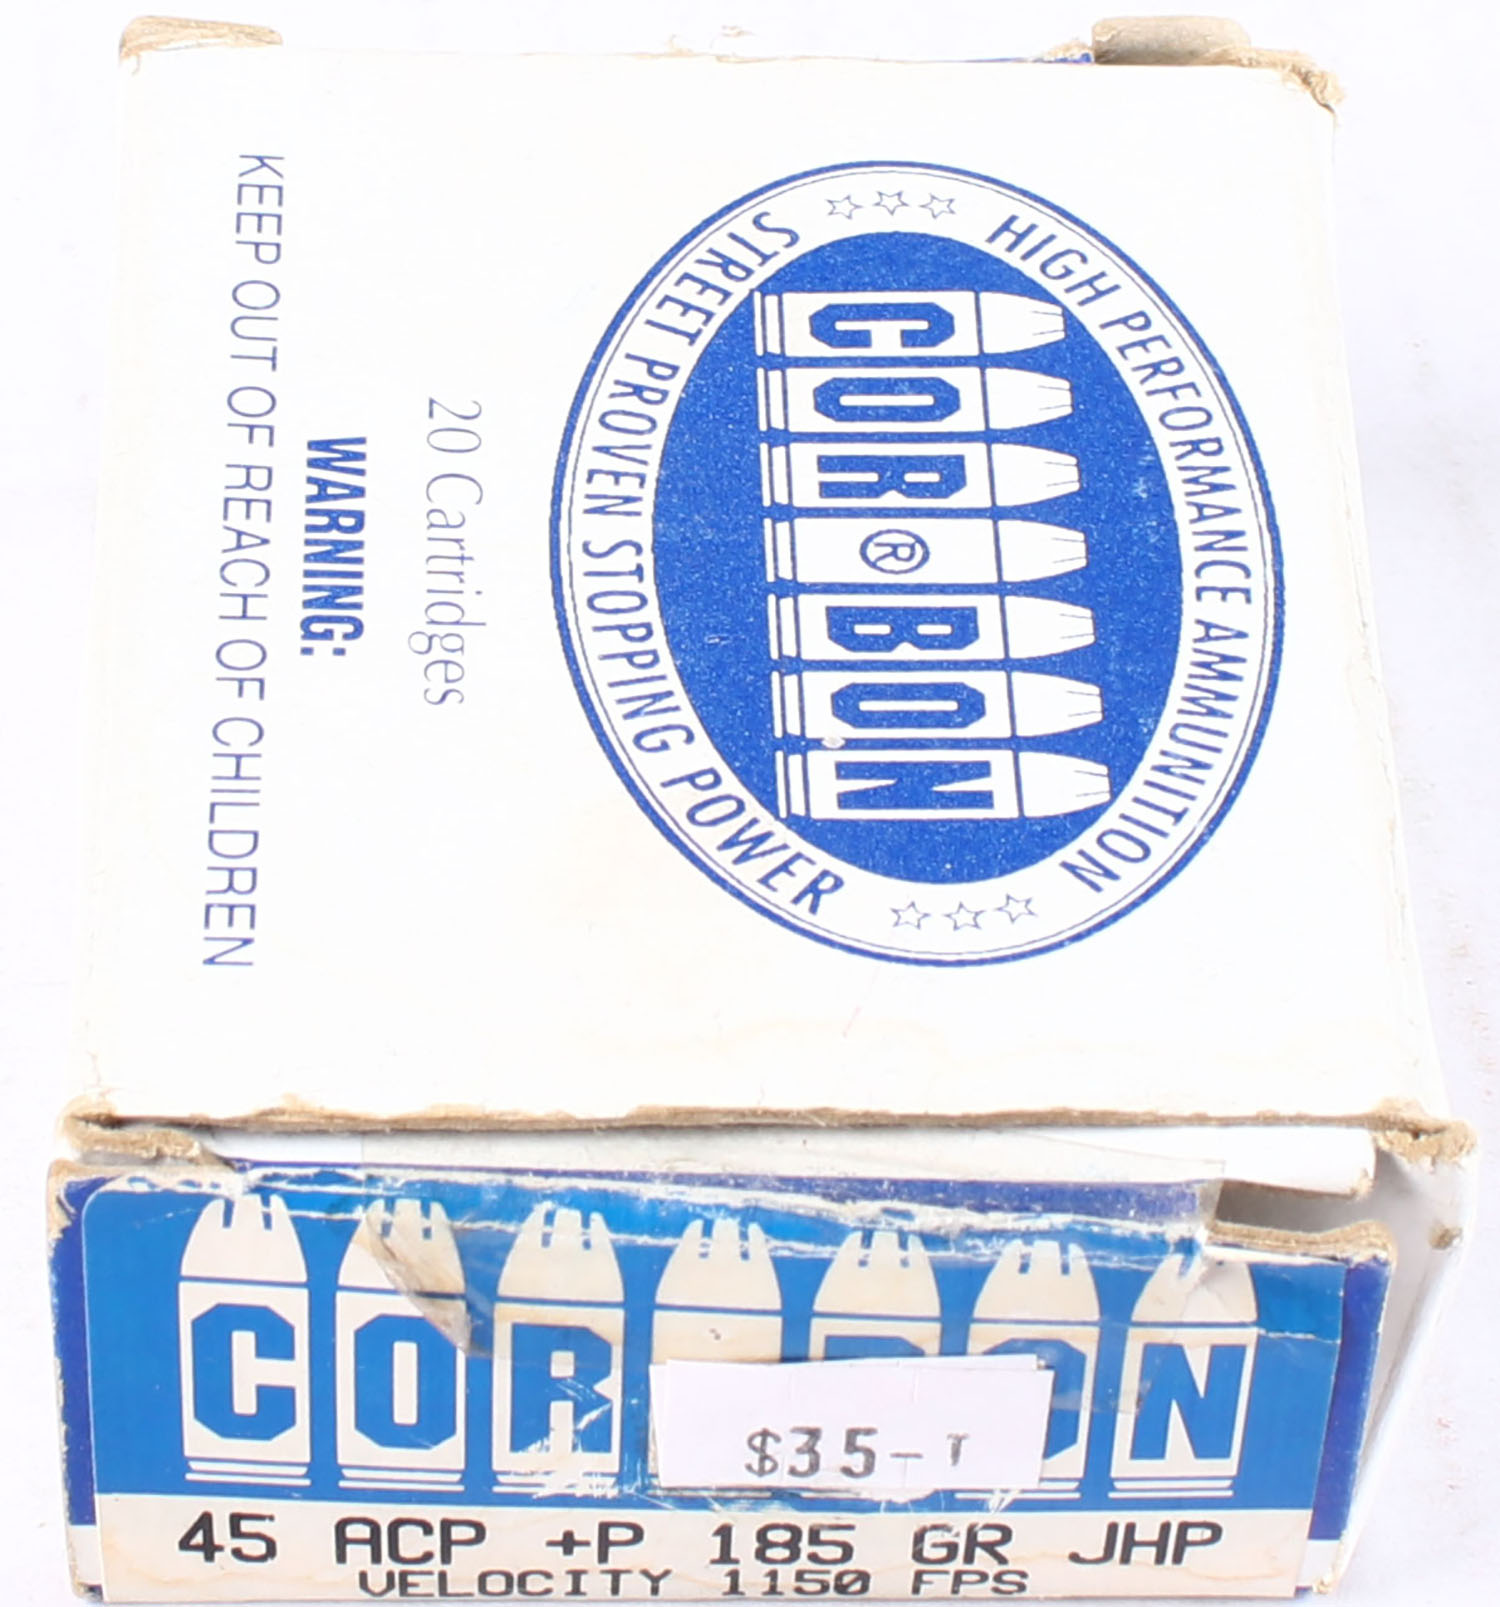 HIGH PERFORMANCE AMMUNITION
COR®BON
STREET PROVEN STOPPING POWER
20 Cartridges
WARNING:
KEEP OUT OF REACH OF CHILDREN
COR BON
$35-T
45 ACP +P 185 GR JHP
VELOCITY 1150 FPS